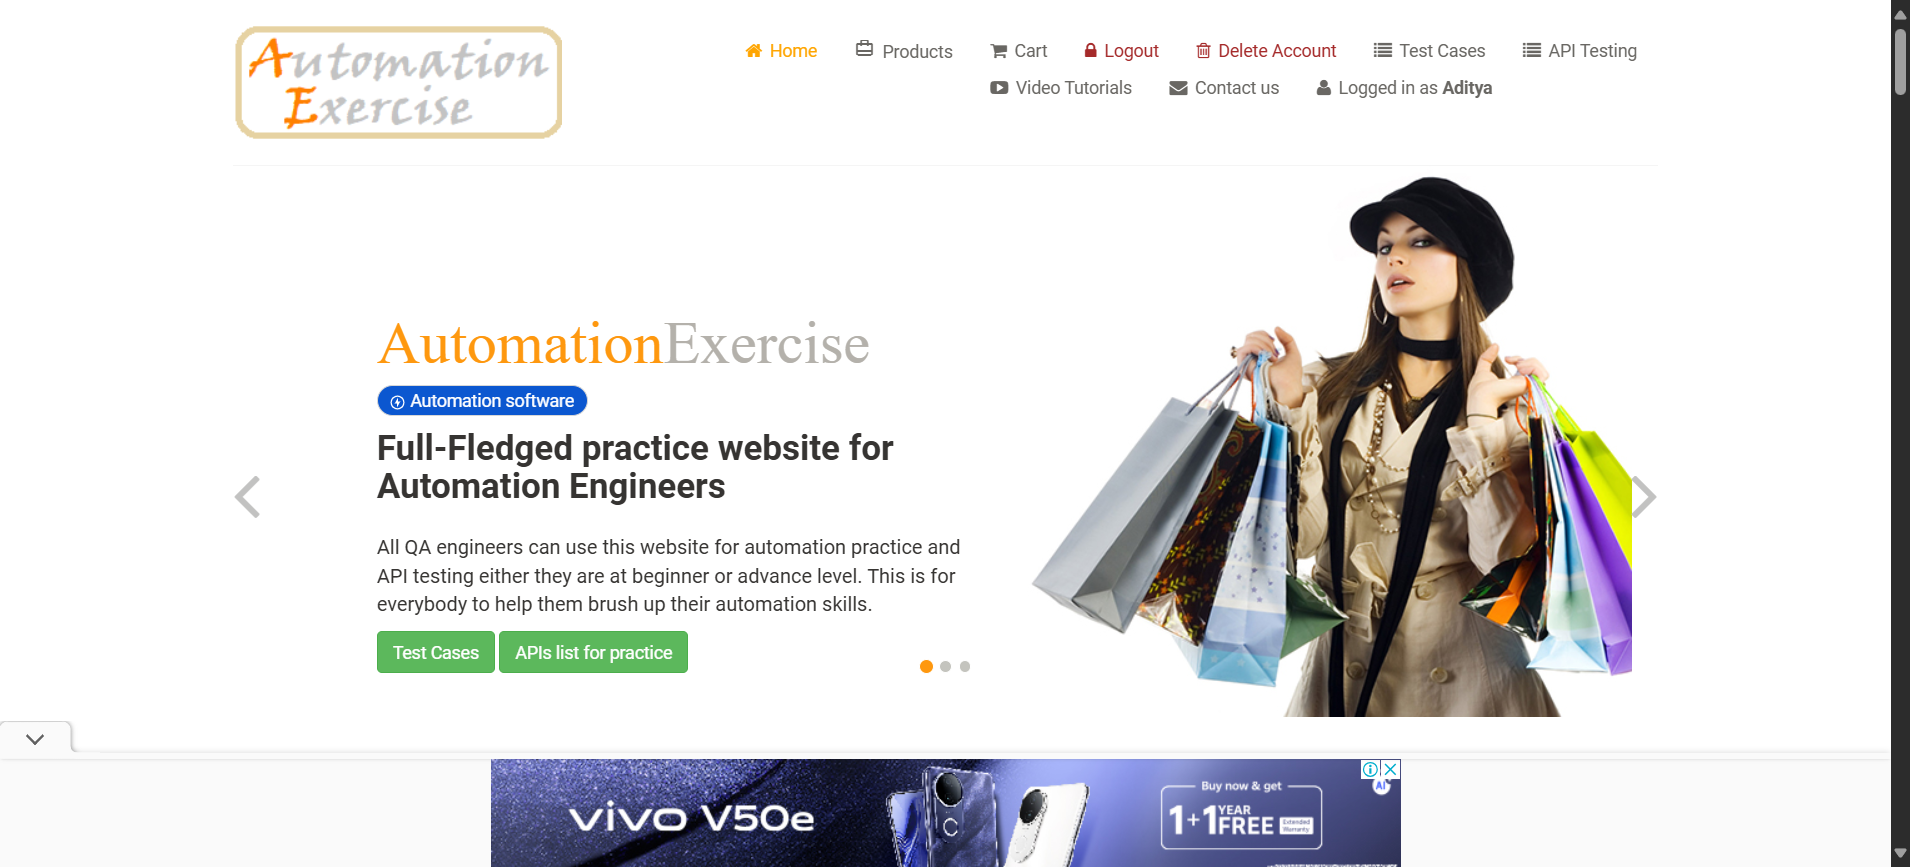 Automation
Exercise
Home
Products
Cart
Logout
Delete Account
Test Cases
API Testing
Video Tutorials
Contact us
Logged in as Aditya
AutomationExercise
Automation software
Full-Fledged practice website for
Automation Engineers
All QA engineers can use this website for automation practice and
API testing either they are at beginner or advance level. This is for
everybody to help them brush up their automation skills.
Test Cases
APIs list for practice
vivo V50e
Buy now & get
1+1 YEAR FREE Extended Warranty
AI